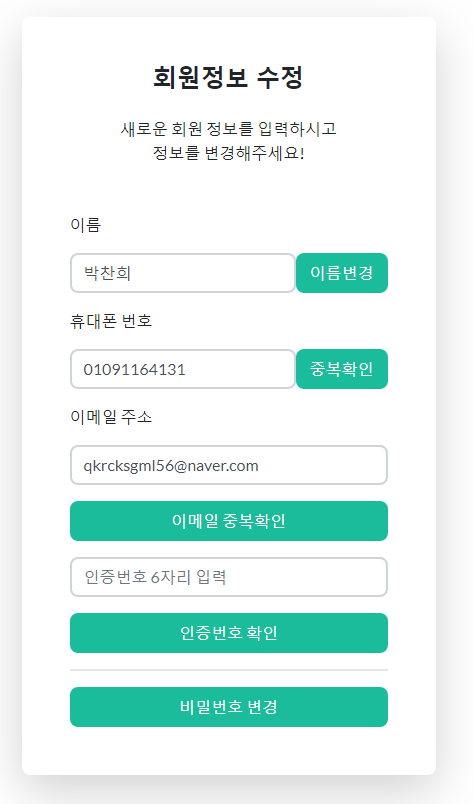 회원정보 수정
새로운 회원 정보를 입력하시고
정보를 변경해주세요!
이름
박찬희 이름변경
휴대폰 번호
01091164131 중복확인
이메일 주소
qkrcksgml56@naver.com
이메일 중복확인
인증번호 6자리 입력
인증번호 확인
비밀번호 변경